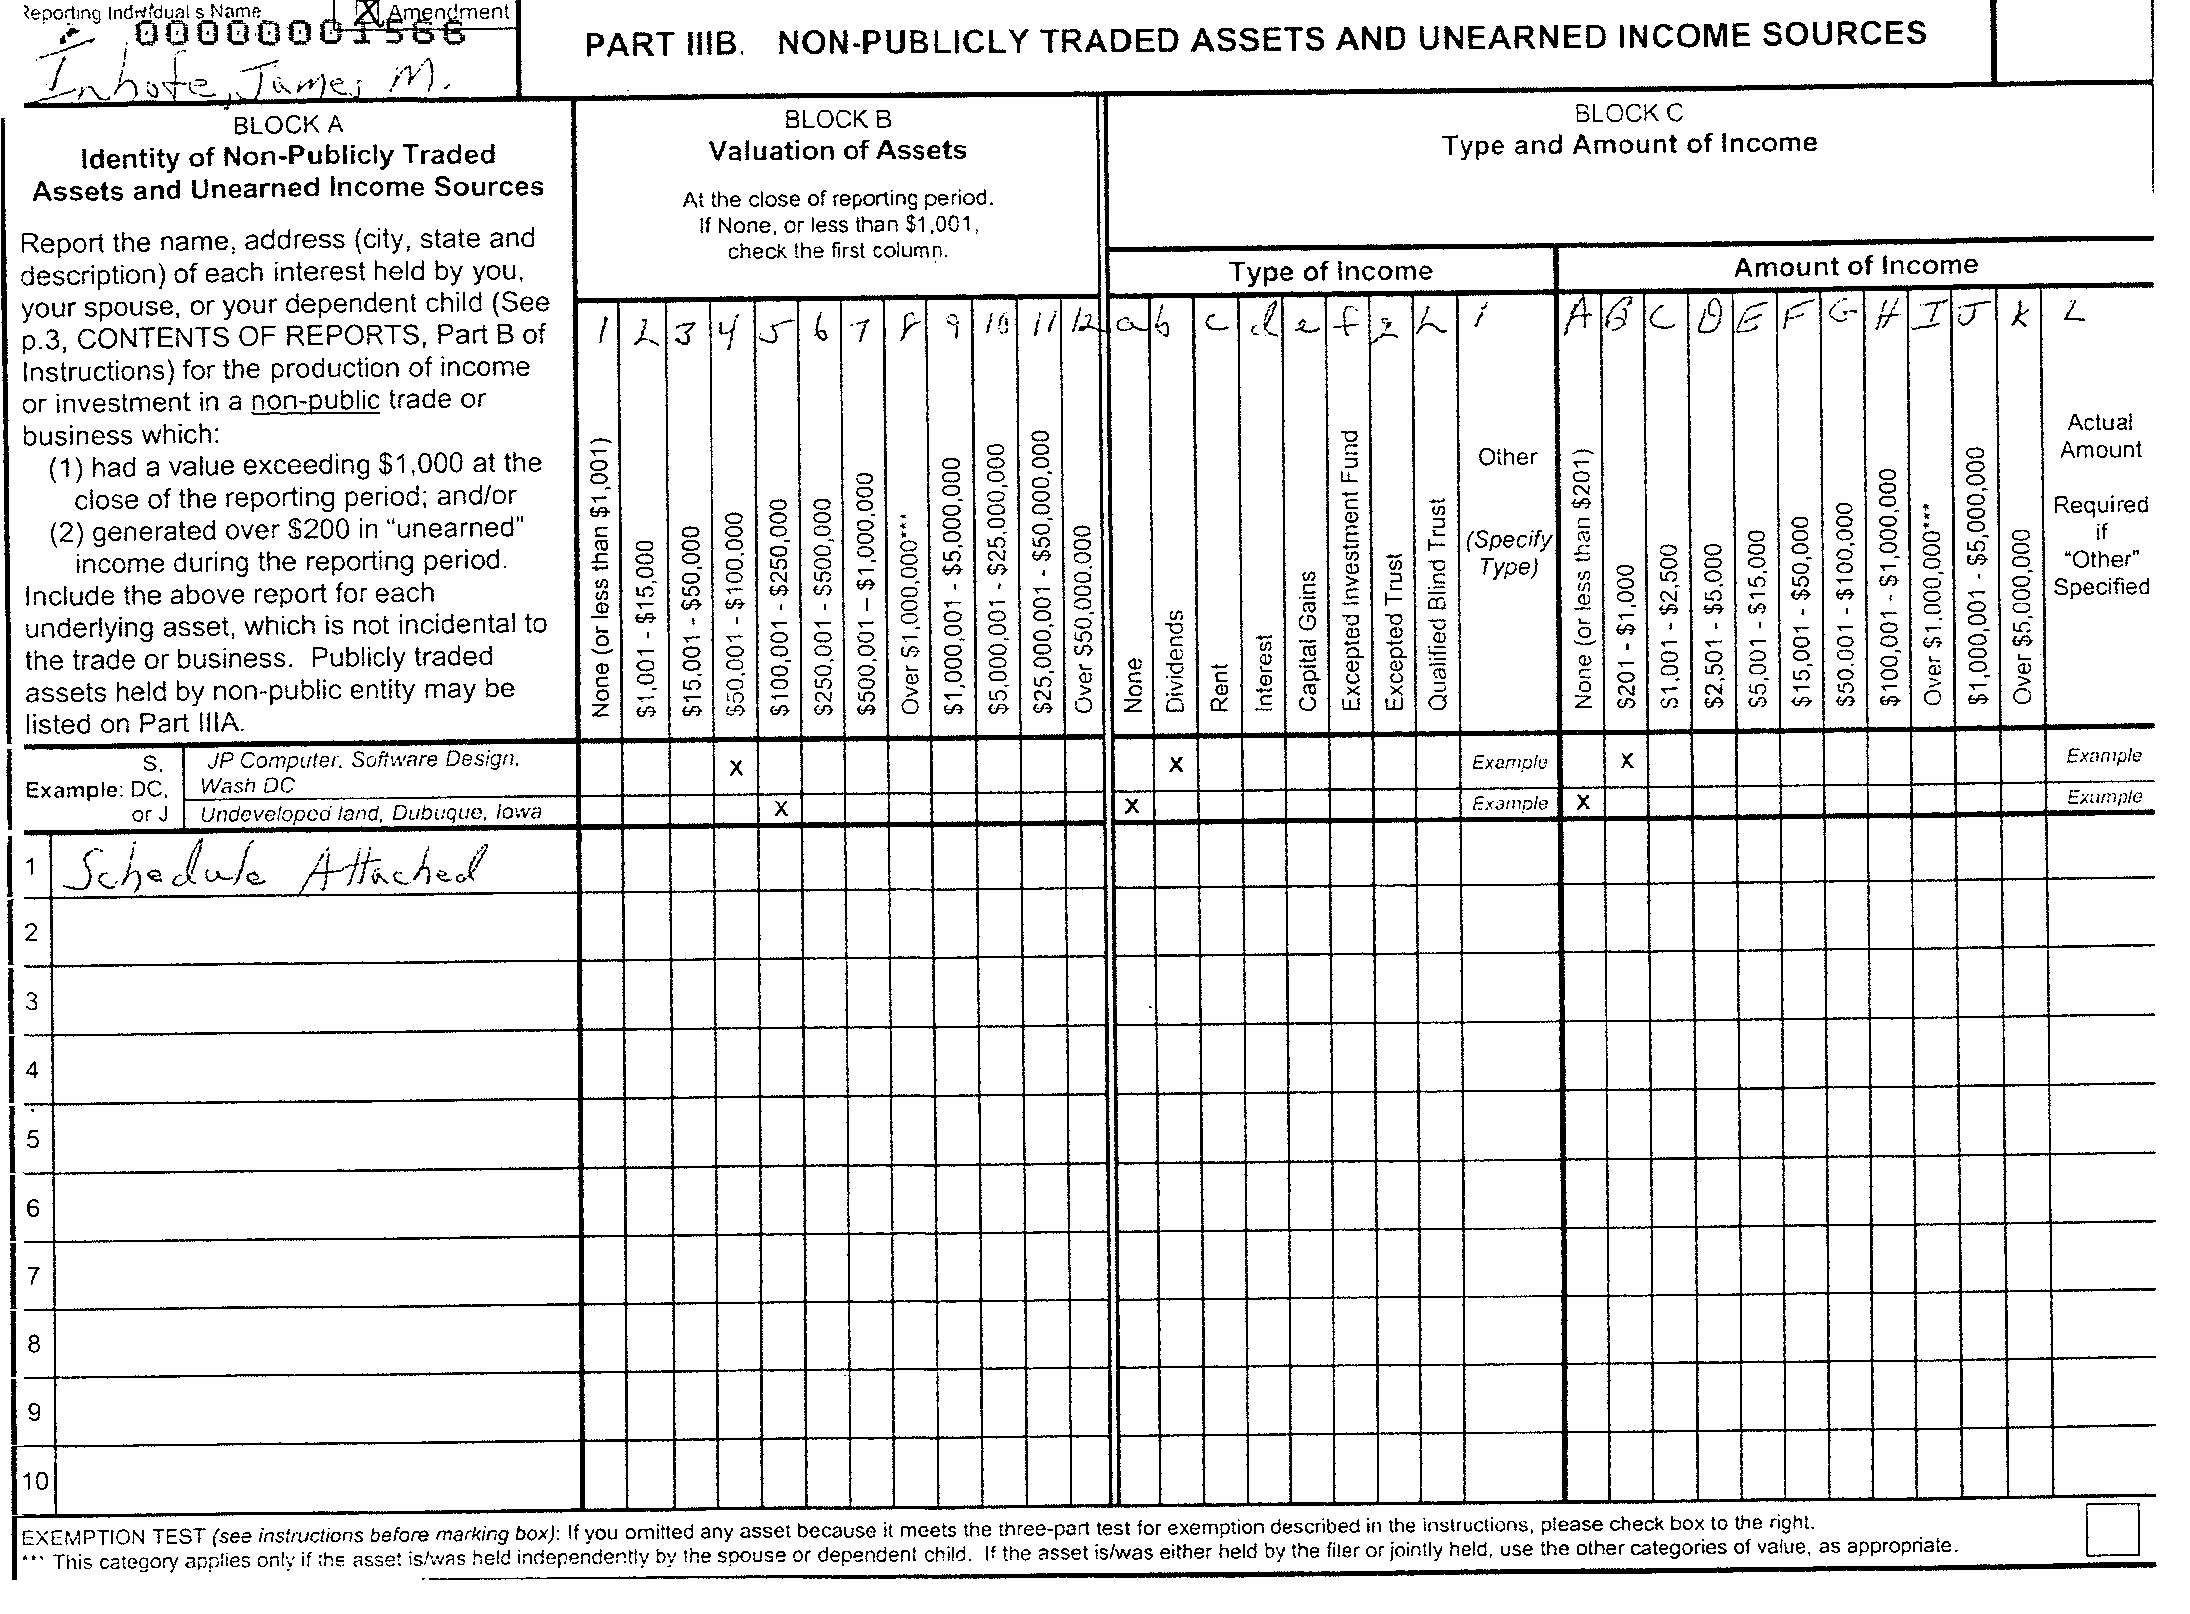 Reporting Individual s Name
X Amendment
000000001566
Inhofe, James M.
PART IIIB. NON-PUBLICLY TRADED ASSETS AND UNEARNED INCOME SOURCES
BLOCK A
Identity of Non-Publicly Traded
Assets and Unearned Income Sources
Report the name, address (city, state and
description) of each interest held by you,
your spouse, or your dependent child (See
p.3, CONTENTS OF REPORTS, Part B of
Instructions) for the production of income
or investment in a non-public trade or
business which:
(1) had a value exceeding $1,000 at the
close of the reporting period; and/or
(2) generated over $200 in "unearned"
income during the reporting period.
Include the above report for each
underlying asset, which is not incidental to
the trade or business. Publicly traded
assets held by non-public entity may be
listed on Part IIIA.
BLOCK B
Valuation of Assets
At the close of reporting period.
If None, or less than $1,001,
check the first column.
1 2 3 4 5 6 7 8 9 10 11 12
None (or less than $1,001)
$1,001 - $15,000
$15,001 - $50,000
$50,001 - $100,000
$100,001 - $250,000
$250,001 - $500,000
$500,001 – $1,000,000
Over $1,000,000***
$1,000,001 - $5,000,000
$5,000,001 - $25,000,000
$25,000,001 - $50,000,000
Over $50,000,000
BLOCK C
Type and Amount of Income
Type of Income
a b c d e f g h i
None
Dividends
Rent
Interest
Capital Gains
Excepted Investment Fund
Excepted Trust
Qualified Blind Trust
Other
(Specify
Type)
Amount of Income
A B C D E F G H I J K L
None (or less than $201)
$201 - $1,000
$1,001 - $2,500
$2,501 - $5,000
$5,001 - $15,000
$15,001 - $50,000
$50,001 - $100,000
$100,001 - $1,000,000
Over $1,000,000***
$1,000,001 - $5,000,000
Over $5,000,000
Actual
Amount
Required
if
"Other"
Specified
Example:
S,
DC,
or J
JP Computer, Software Design,
Wash DC
X X Example X Example
Undeveloped land, Dubuque, Iowa
X X Example X Example
1 Schedule Attached
2
3
4
5
6
7
8
9
10
EXEMPTION TEST (see instructions before marking box): If you omitted any asset because it meets the three-part test for exemption described in the instructions, please check box to the right.
*** This category applies only if the asset is/was held independently by the spouse or dependent child. If the asset is/was either held by the filer or jointly held, use the other categories of value, as appropriate.